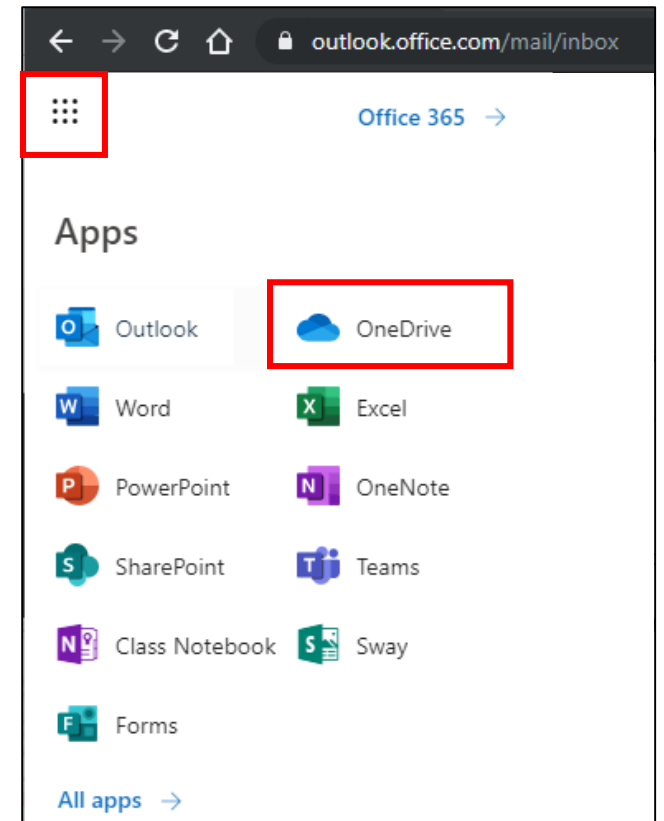 outlook.office.com/mail/inbox
Office 365 →
Apps
O Outlook
OneDrive
W Word
X Excel
P PowerPoint
N OneNote
S SharePoint
T Teams
N Class Notebook
S Sway
F Forms
All apps →